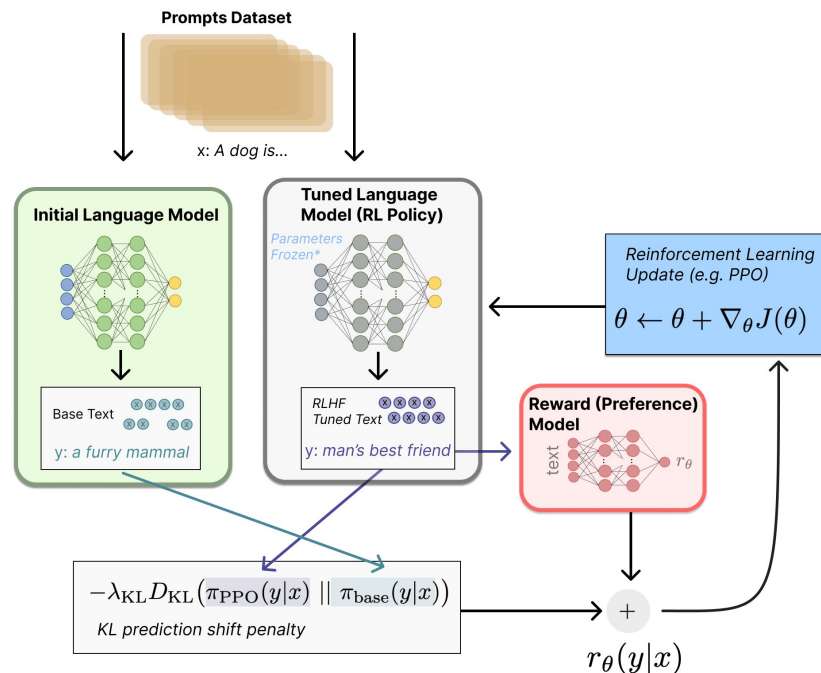 Prompts Dataset
x: A dog is...
Initial Language Model
Tuned Language
Model (RL Policy)
Parameters
Frozen*
Reinforcement Learning
Update (e.g. PPO)
θ ← θ + ∇θJ(θ)
Base Text
x x x x
x x x x
y: a furry mammal
RLHF
Tuned Text
x x x x
x x x x
y: man's best friend
Reward (Preference)
Model
text
rθ
−λKL DKL(πPPO(y|x) || πbase(y|x))
KL prediction shift penalty
+
rθ(y|x)